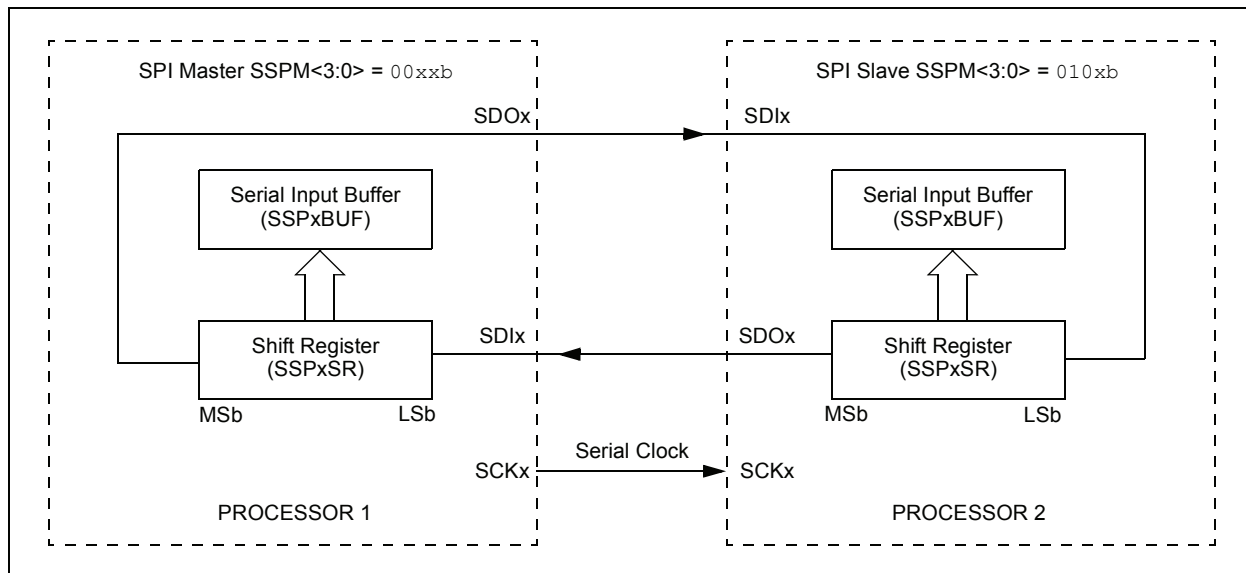 SPI Master SSPM<3:0> = 00xxb
SPI Slave SSPM<3:0> = 010xb
SDOx
SDIx
Serial Input Buffer
(SSPxBUF)
Serial Input Buffer
(SSPxBUF)
Shift Register
(SSPxSR)
MSb
LSb
SDIx
SDOx
Shift Register
(SSPxSR)
MSb
LSb
Serial Clock
SCKx
SCKx
PROCESSOR 1
PROCESSOR 2